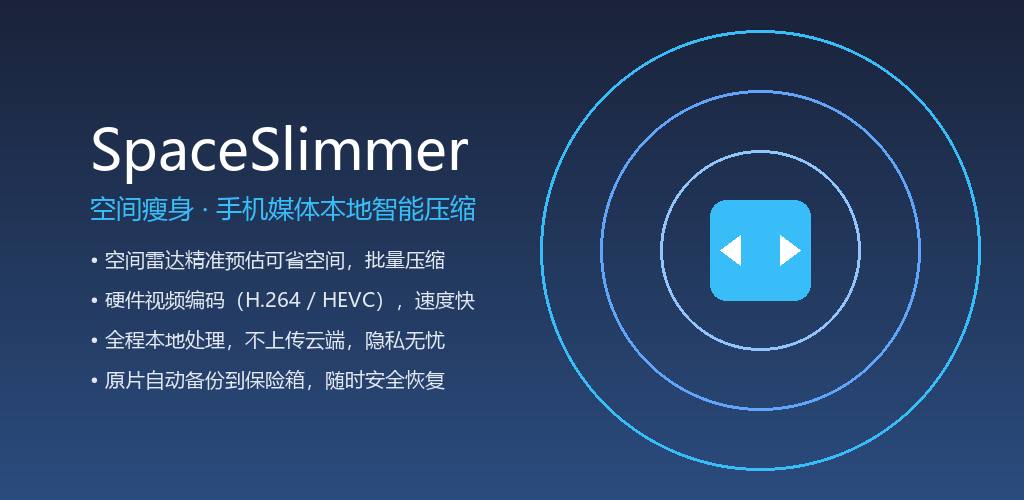 SpaceSlimmer
空间瘦身 · 手机媒体本地智能压缩
• 空间雷达精准预估可省空间，批量压缩
• 硬件视频编码（H.264 / HEVC），速度快
• 全程本地处理，不上传云端，隐私无忧
• 原片自动备份到保险箱，随时安全恢复